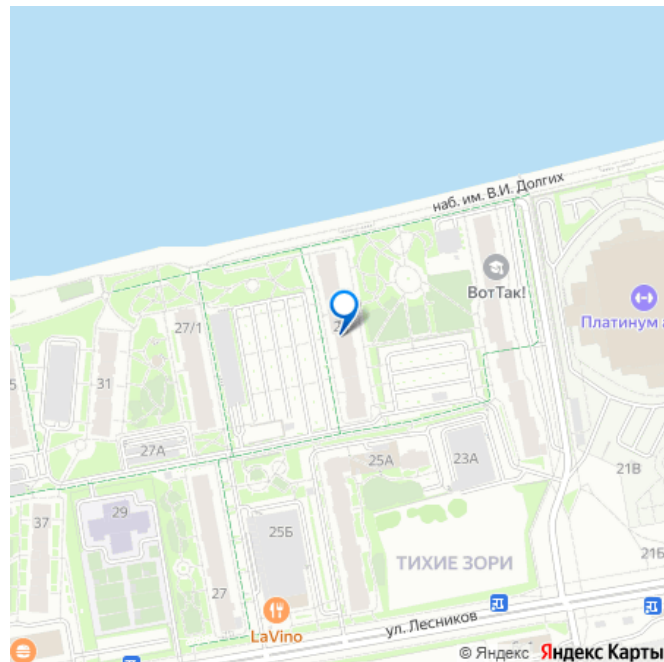 наб. им. В.И. Долгих
ВотТак!
Платинум а
27/1
31
5
27А
25А
23А
21В
29
37
25Б
ТИХИЕ ЗОРИ
21Б
27
LaVino
ул. Лесников
© Яндекс Яндекс Карты